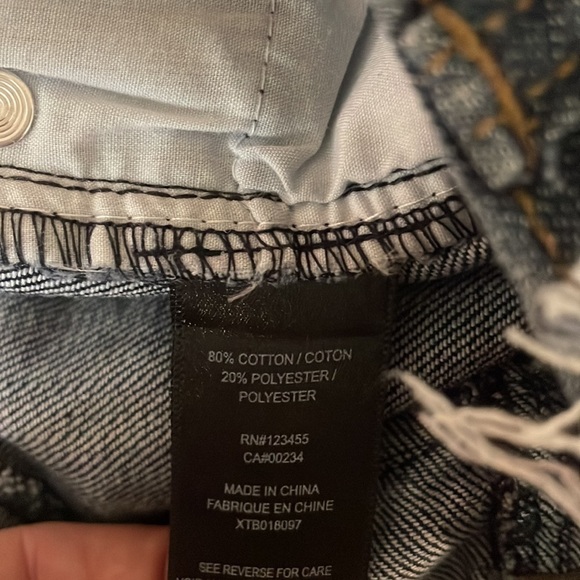 80% COTTON / COTON
20% POLYESTER /
POLYESTER
RN#123455
CA#00234
MADE IN CHINA
FABRIQUE EN CHINE
XTB016097
SEE REVERSE FOR CARE